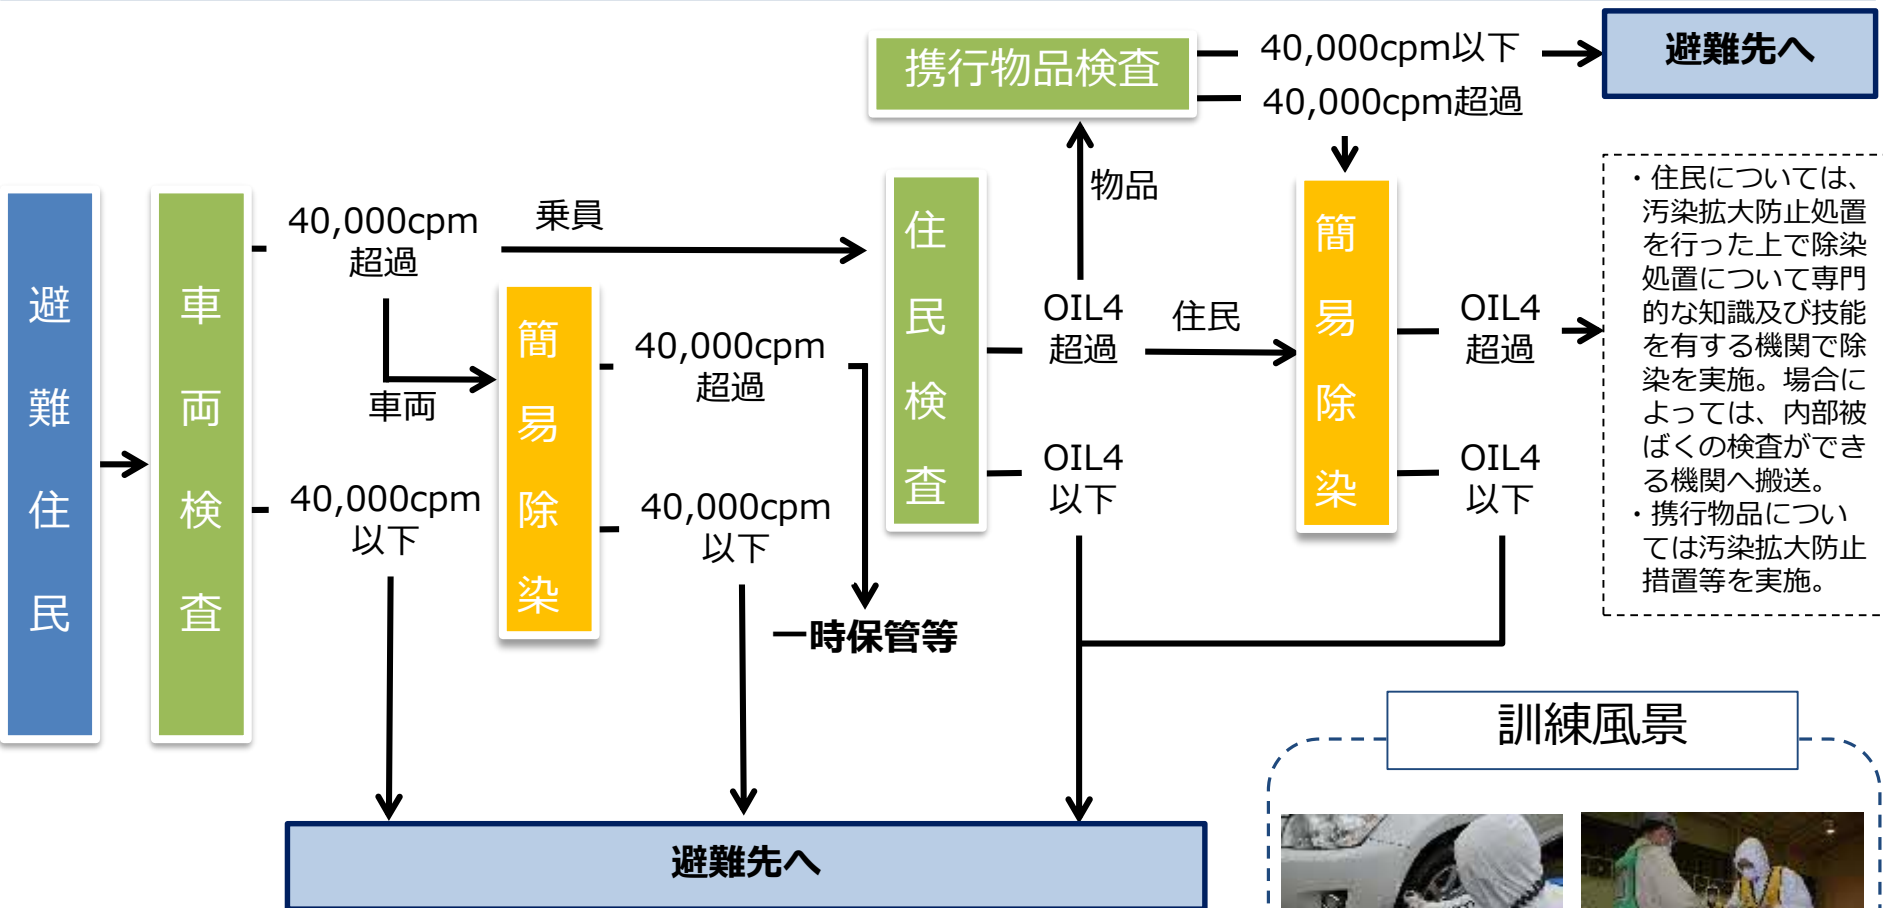 避難住民
車両検査
40,000cpm
超過
乗員
車両
40,000cpm
以下
簡易除染
40,000cpm
超過
40,000cpm
以下
一時保管等
住民検査
携行物品検査
40,000cpm以下
40,000cpm超過
避難先へ
物品
OIL4
超過
住民
OIL4
以下
簡易除染
OIL4
超過
OIL4
以下
・住民については、
汚染拡大防止処置
を行った上で除染
処置について専門
的な知識及び技能
を有する機関で除
染を実施。場合に
よっては、内部被
ばくの検査ができ
る機関へ搬送。
・携行物品につい
ては汚染拡大防止
措置等を実施。
避難先へ
訓練風景